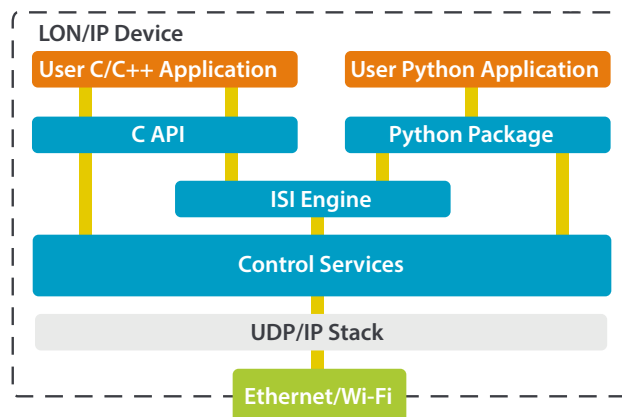 LON/IP Device
User C/C++ Application
User Python Application
C API
Python Package
ISI Engine
Control Services
UDP/IP Stack
Ethernet/Wi-Fi